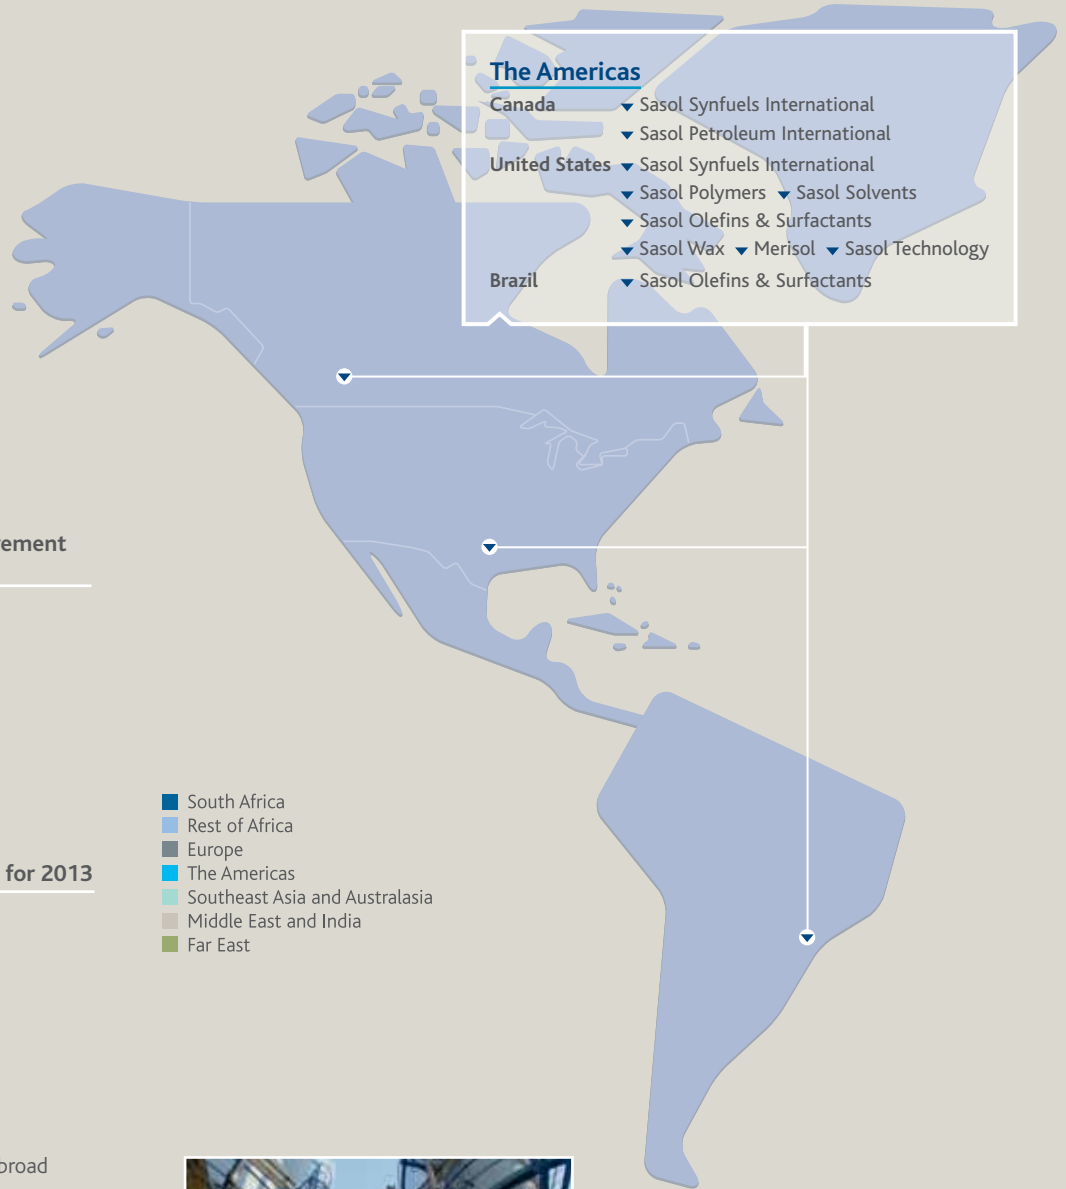 The Americas
Canada Sasol Synfuels International
Sasol Petroleum International
United States Sasol Synfuels International
Sasol Polymers Sasol Solvents
Sasol Olefins & Surfactants
Sasol Wax Merisol Sasol Technology
Brazil Sasol Olefins & Surfactants
ement
South Africa
Rest of Africa
Europe
The Americas
for 2013
Southeast Asia and Australasia
Middle East and India
Far East
broad